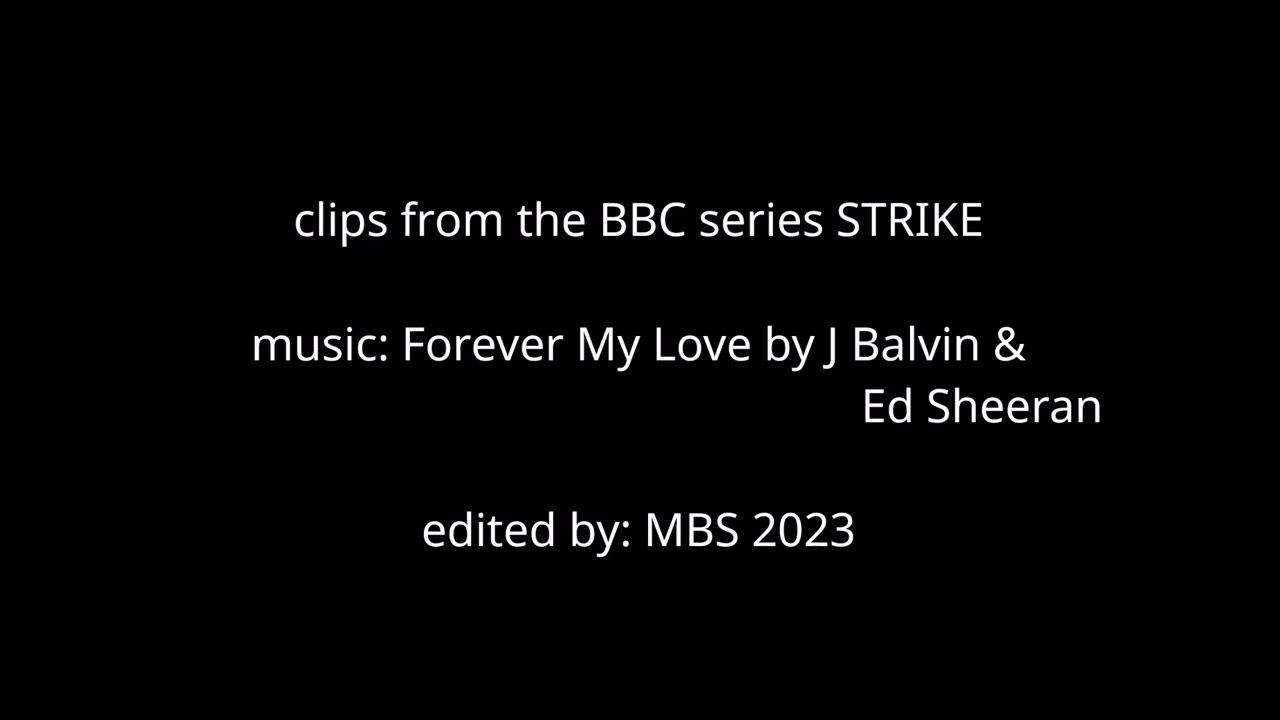 clips from the BBC series STRIKE
music: Forever My Love by J Balvin &
Ed Sheeran
edited by: MBS 2023